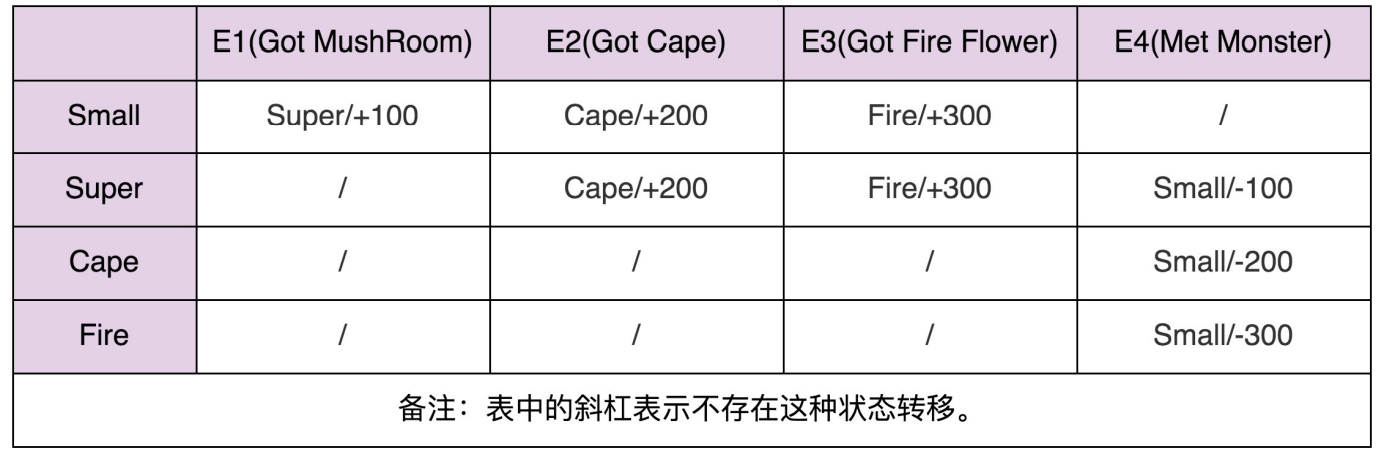 E1(Got MushRoom) E2(Got Cape) E3(Got Fire Flower) E4(Met Monster)
Small Super/+100 Cape/+200 Fire/+300 /
Super / Cape/+200 Fire/+300 Small/-100
Cape / / / Small/-200
Fire / / / Small/-300
备注：表中的斜杠表示不存在这种状态转移。